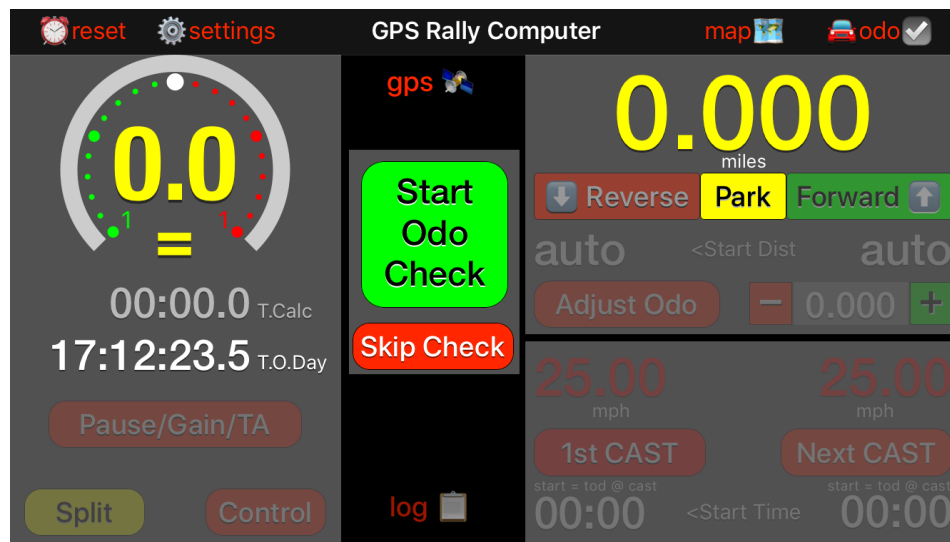 reset settings GPS Rally Computer map odo
gps
0.0
1 1
=
00:00.0 T.Calc
17:12:23.5 T.O.Day
Pause/Gain/TA
Split Control
Start
Odo
Check
Skip Check
log
0.000
miles
Reverse Park Forward
auto <Start Dist auto
Adjust Odo − 0.000 +
25.00 25.00
mph mph
1st CAST Next CAST
start = tod @ cast start = tod @ cast
00:00 <Start Time 00:00